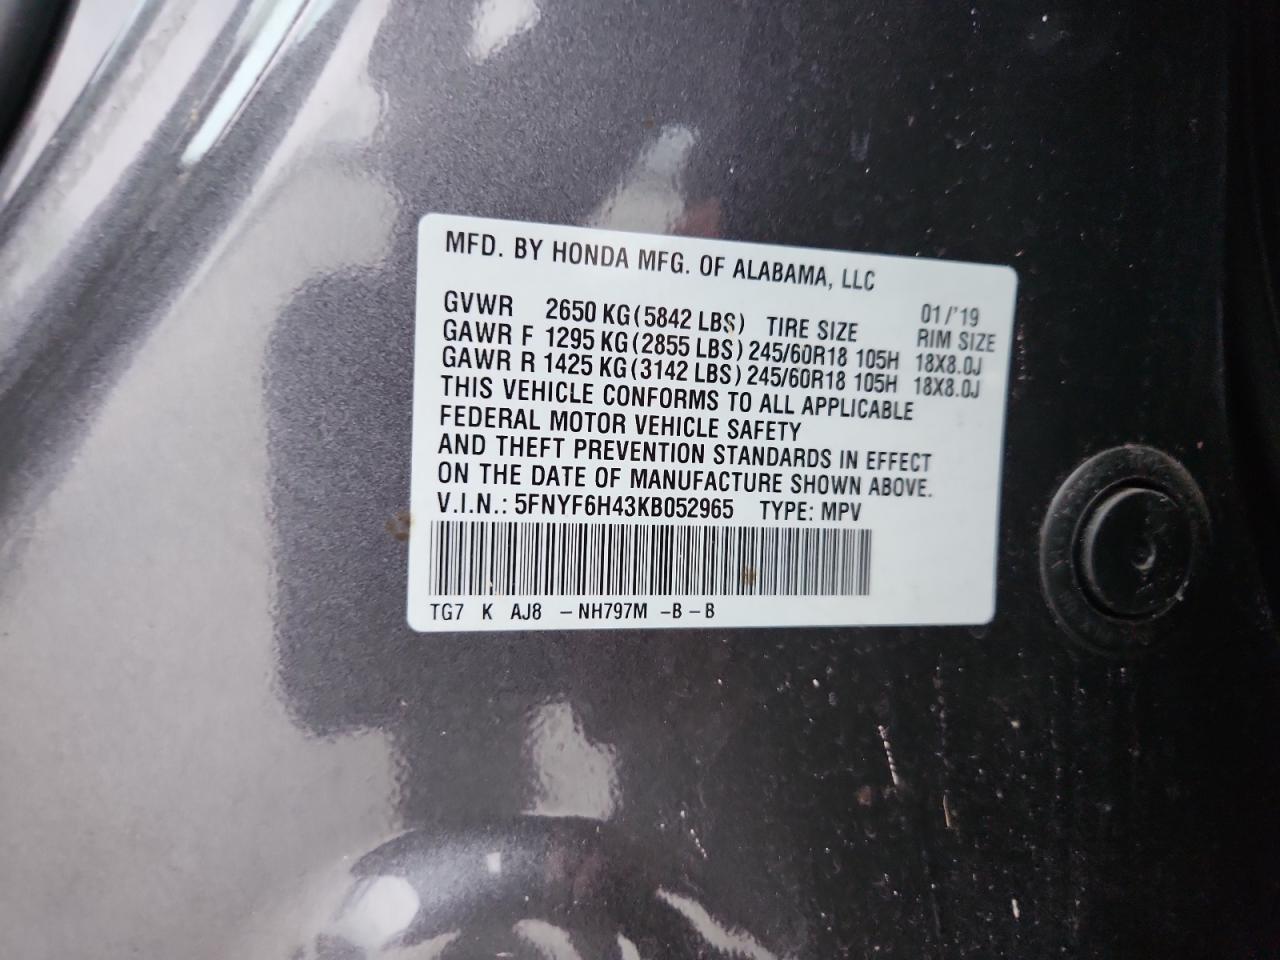 MFD. BY HONDA MFG. OF ALABAMA, LLC
01/'19
GVWR 2650 KG(5842 LBS) TIRE SIZE RIM SIZE
GAWR F 1295 KG(2855 LBS) 245/60R18 105H 18X8.0J
GAWR R 1425 KG(3142 LBS) 245/60R18 105H 18X8.0J
THIS VEHICLE CONFORMS TO ALL APPLICABLE
FEDERAL MOTOR VEHICLE SAFETY
AND THEFT PREVENTION STANDARDS IN EFFECT
ON THE DATE OF MANUFACTURE SHOWN ABOVE.
V.I.N.: 5FNYF6H43KB052965 TYPE: MPV
TG7 K AJ8 – NH797M –B – B